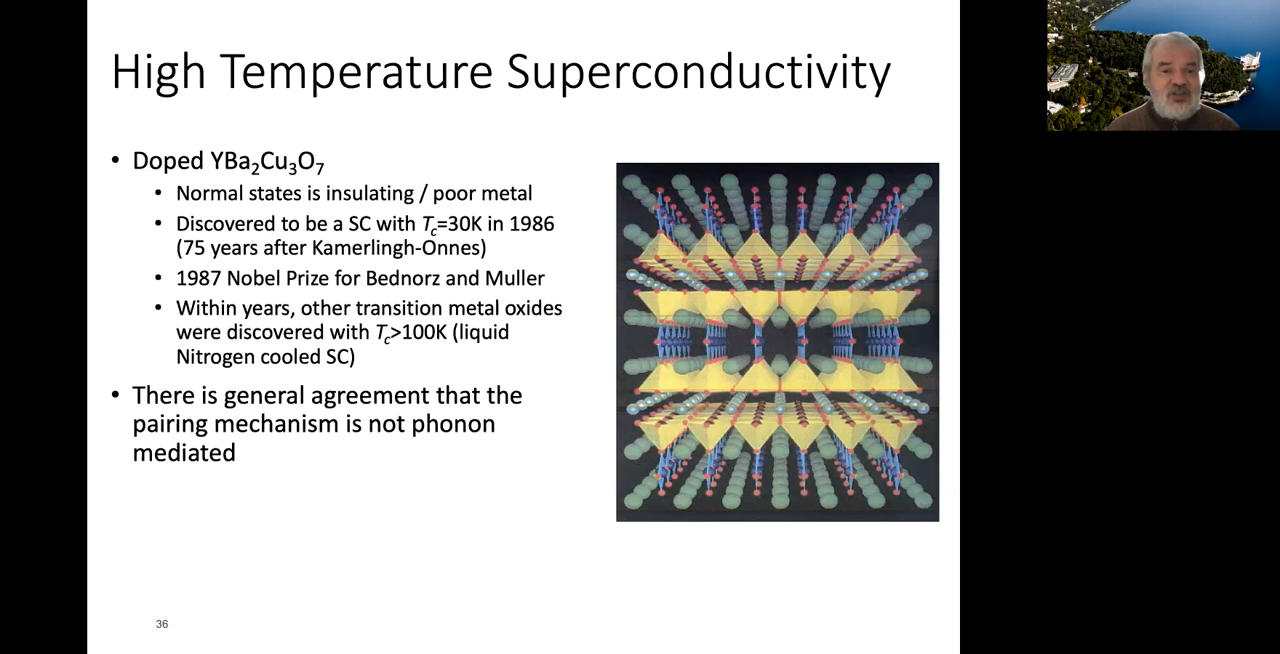 High Temperature Superconductivity
• Doped YBa₂Cu₃O₇
• Normal states is insulating / poor metal
• Discovered to be a SC with Tc=30K in 1986
(75 years after Kamerlingh-Onnes)
• 1987 Nobel Prize for Bednorz and Muller
• Within years, other transition metal oxides
were discovered with Tc>100K (liquid
Nitrogen cooled SC)
• There is general agreement that the
pairing mechanism is not phonon
mediated
36